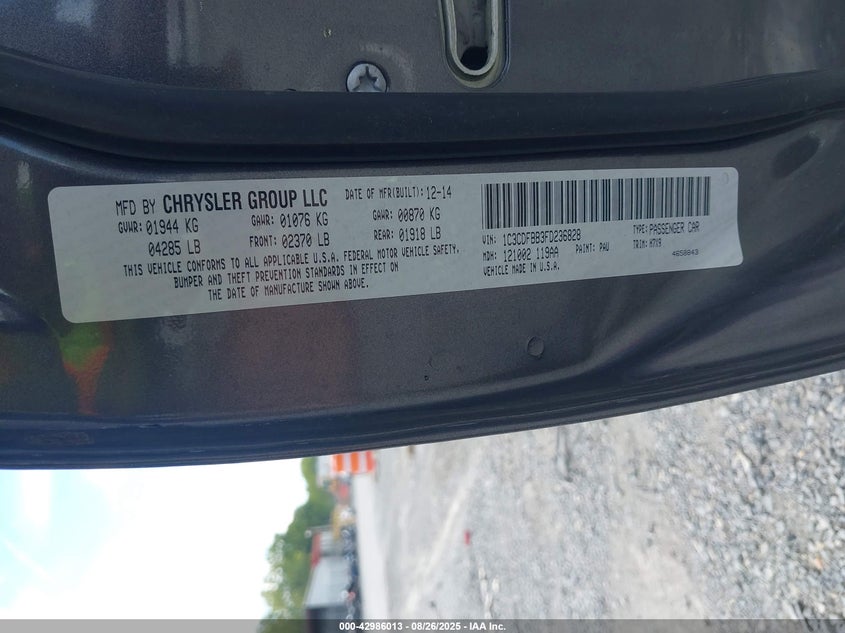 MFD BY CHRYSLER GROUP LLC DATE OF MFR(BUILT): 12-14
GVWR: 01944 KG GAWR: 01076 KG GAWR: 00870 KG
04285 LB FRONT: 02370 LB REAR: 01918 LB
THIS VEHICLE CONFORMS TO ALL APPLICABLE U.S.A. FEDERAL MOTOR VEHICLE SAFETY,
BUMPER AND THEFT PREVENTION STANDARDS IN EFFECT ON
THE DATE OF MANUFACTURE SHOWN ABOVE.
VIN: 1C3CDFBB3FD236828 TYPE: PASSENGER CAR
MDH: 121002 119AA PAINT: PAU TRIM: H7X9
VEHICLE MADE IN U.S.A. 4658843
000-42986013 - 08/26/2025 - IAA Inc.